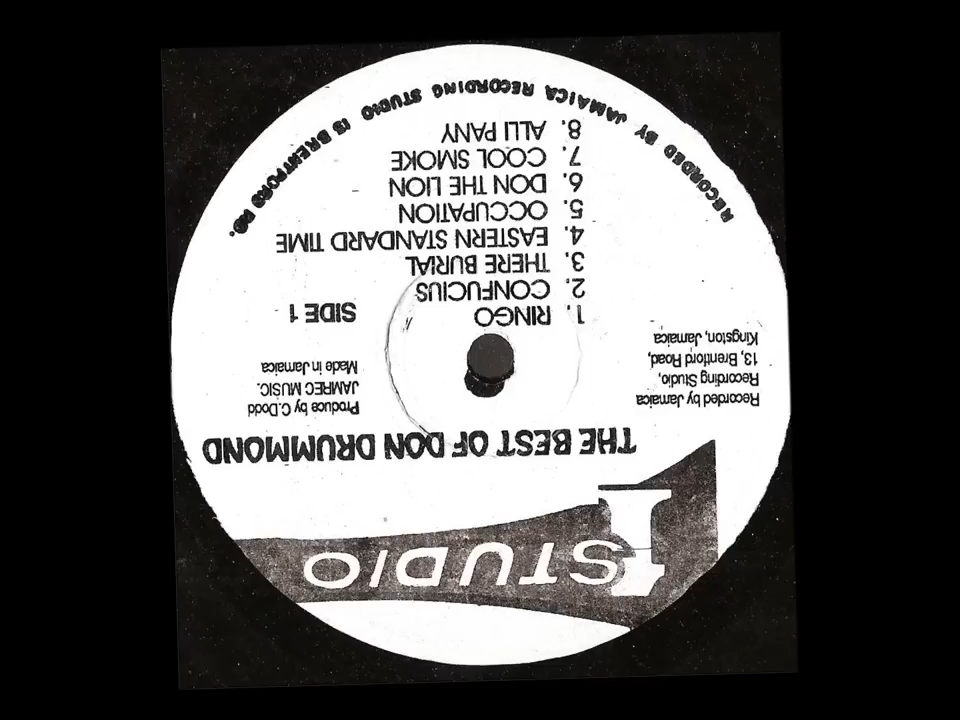 STUDIO 1
THE BEST OF DON DRUMMOND
Recorded by Jamaica
Recording Studio,
13, Brentford Road,
Kingston, Jamaica
Produce by C.Dodd
JAMREC MUSIC.
Made in Jamaica
SIDE 1
1. RINGO
2. CONFUCIUS
3. THERE BURIAL
4. EASTERN STANDARD TIME
5. OCCUPATION
6. DON THE LION
7. COOL SMOKE
8. ALLI PANY
RECORDED BY JAMAICA RECORDING STUDIO 13 BRENTFORD RD.